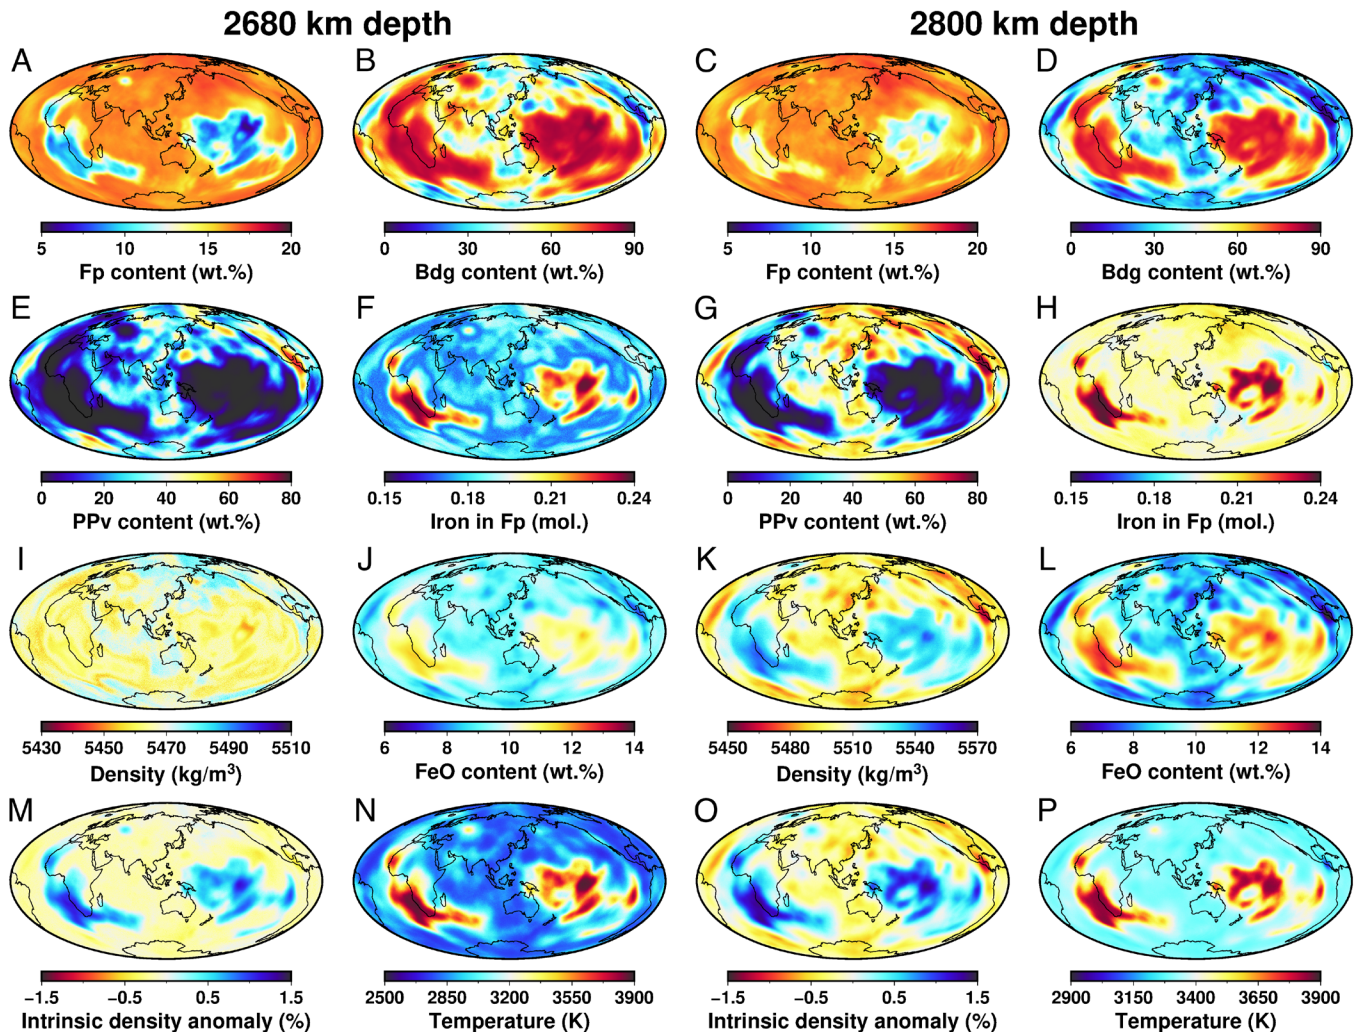 2680 km depth 2800 km depth
A B C D
5 10 15 20 0 30 60 90 5 10 15 20 0 30 60 90
Fp content (wt.%) Bdg content (wt.%) Fp content (wt.%) Bdg content (wt.%)
E F G H
0 20 40 60 80 0.15 0.18 0.21 0.24 0 20 40 60 80 0.15 0.18 0.21 0.24
PPv content (wt.%) Iron in Fp (mol.) PPv content (wt.%) Iron in Fp (mol.)
I J K L
5430 5450 5470 5490 5510 6 8 10 12 14 5450 5480 5510 5540 5570 6 8 10 12 14
Density (kg/m³) FeO content (wt.%) Density (kg/m³) FeO content (wt.%)
M N O P
−1.5 −0.5 0.5 1.5 2500 2850 3200 3550 3900 −1.5 −0.5 0.5 1.5 2900 3150 3400 3650 3900
Intrinsic density anomaly (%) Temperature (K) Intrinsic density anomaly (%) Temperature (K)